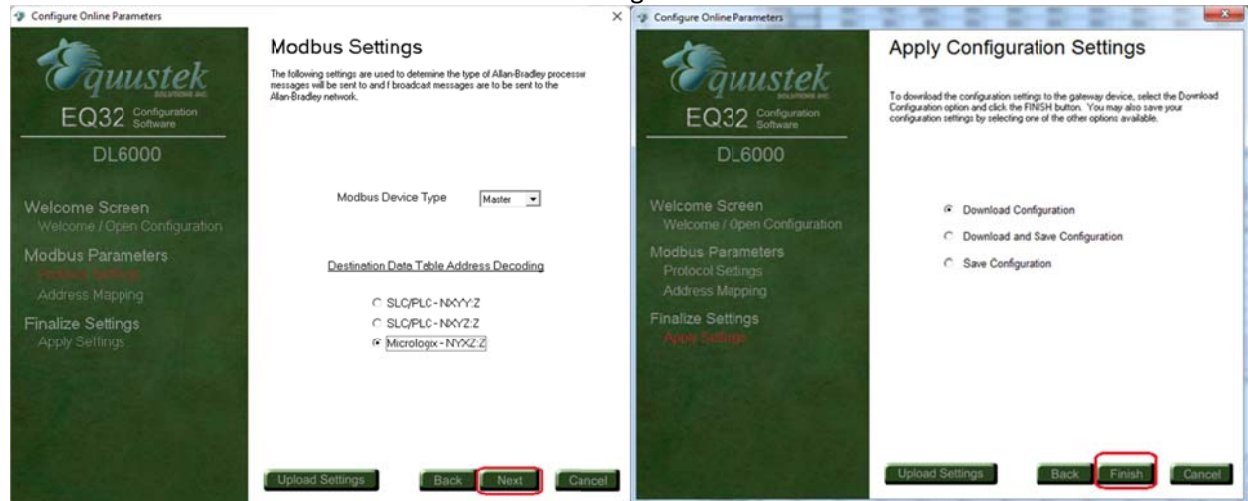 Configure Online Parameters
Equustek
SOLUTIONS INC.
EQ32 Configuration Software
DL6000
Welcome Screen
Welcome / Open Configuration
Modbus Parameters
Protocol Settings
Address Mapping
Finalize Settings
Apply Settings
Modbus Settings
The following settings are used to detemine the type of Allan-Bradley processor
messages will be sent to and f broadcast messages are to be sent to the
Allan-Bradley network.
Modbus Device Type Master
Destination Data Table Address Decoding
SLC/PLC - NXYY:Z
SLC/PLC - NXYZ:Z
Micrologix - NYXZ:Z
Upload Settings Back Next Cancel
Configure Online Parameters
Equustek
SOLUTIONS INC.
EQ32 Configuration Software
DL6000
Welcome Screen
Welcome / Open Configuration
Modbus Parameters
Protocol Settings
Address Mapping
Finalize Settings
Apply Settings
Apply Configuration Settings
To download the configuration settings to the gateway device, select the Download
Configuration option and click the FINISH button. You may also save your
configuration settings by selecting one of the other options available.
Download Configuration
Download and Save Configuration
Save Configuration
Upload Settings Back Finish Cancel